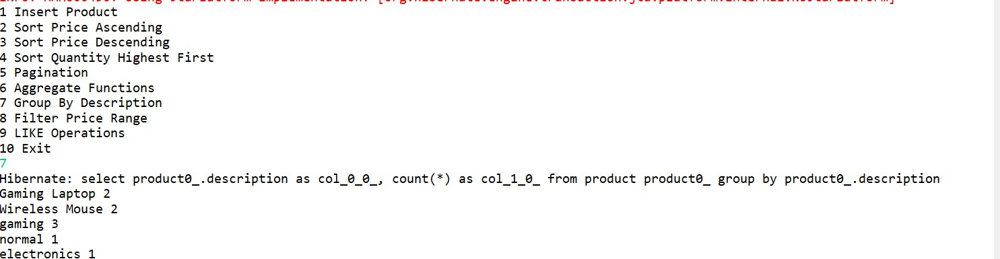 1 Insert Product
2 Sort Price Ascending
3 Sort Price Descending
4 Sort Quantity Highest First
5 Pagination
6 Aggregate Functions
7 Group By Description
8 Filter Price Range
9 LIKE Operations
10 Exit
7
Hibernate: select product0_.description as col_0_0_, count(*) as col_1_0_ from product product0_ group by product0_.description
Gaming Laptop 2
Wireless Mouse 2
gaming 3
normal 1
electronics 1